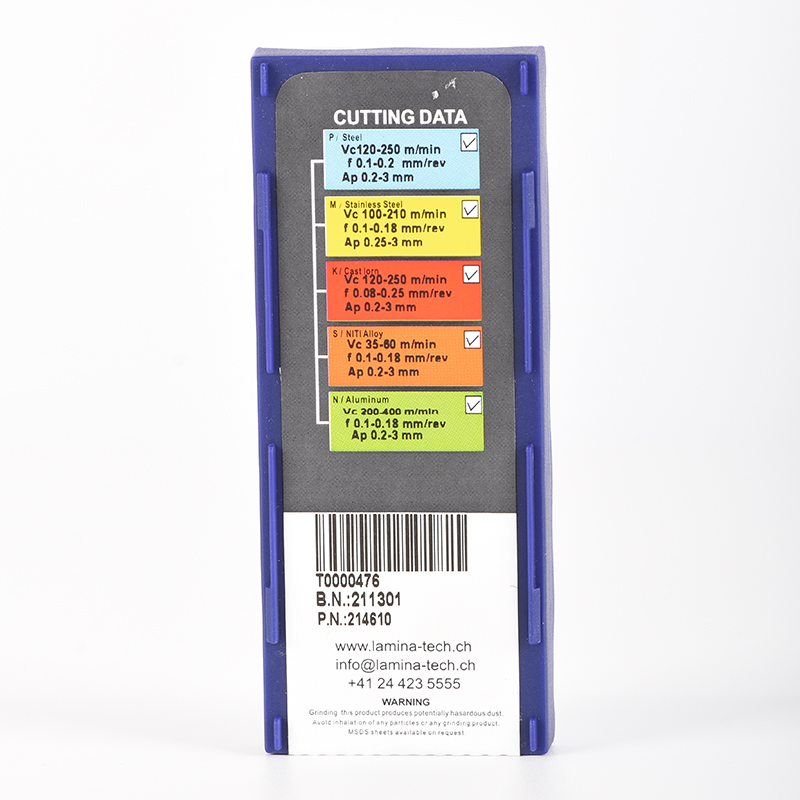 CUTTING DATA
P / Steel
Vc120-250 m/min
f 0.1-0.2 mm/rev
Ap 0.2-3 mm
M / Stainless Steel
Vc 100-210 m/min
f 0.1-0.18 mm/rev
Ap 0.25-3 mm
K / Cast Iorn
Vc 120-250 m/min
f 0.08-0.25 mm/rev
Ap 0.2-3 mm
S / NITI Alloy
Vc 35-60 m/min
f 0.1-0.18 mm/rev
Ap 0.2-3 mm
N / Aluminum
Vc 200-400 m/min
f 0.1-0.18 mm/rev
Ap 0.2-3 mm
T0000476
B.N.:211301
P.N.:214610
www.lamina-tech.ch
info@lamina-tech.ch
+41 24 423 5555
WARNING
Grinding this product produces potentially hazardous dust.
Avoid inhalation of any particles or any grinding product.
MSDS sheets available on request